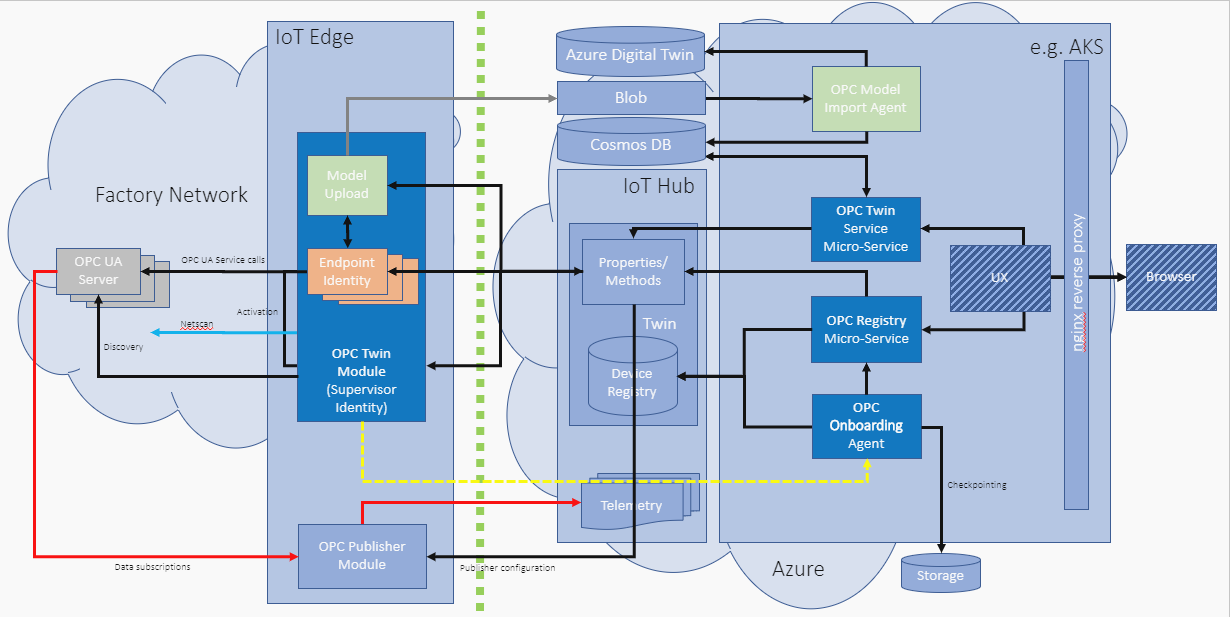 IoT Edge
Azure Digital Twin
e.g. AKS
OPC Model
Import Agent
Blob
Cosmos DB
Model
Upload
IoT Hub
Factory Network
OPC Twin
Service
Micro-Service
nginx reverse proxy
OPC UA
Server
OPC UA Service calls
Endpoint
Identity
Properties/
Methods
UX
Browser
Activation
Netscan
Discovery
Twin
OPC Registry
Micro-Service
OPC Twin
Module
(Supervisor
Identity)
Device
Registry
OPC
Onboarding
Agent
Checkpointing
Telemetry
OPC Publisher
Module
Data subscriptions
Publisher configuration
Azure
Storage